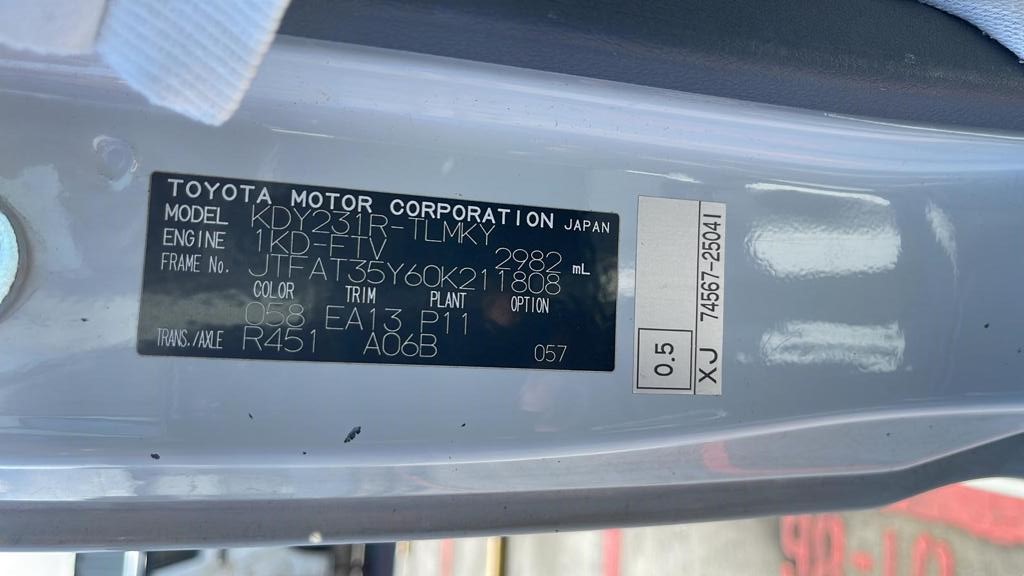 TOYOTA MOTOR CORPORATION JAPAN
MODEL KDY231R-TLMKY
ENGINE 1KD-FTV 2982 mL
FRAME No. JTFAT35Y60K211808
COLOR TRIM PLANT OPTION
058 EA13 P11
TRANS./AXLE R451 A06B 057
0.5
XJ 74567-25041